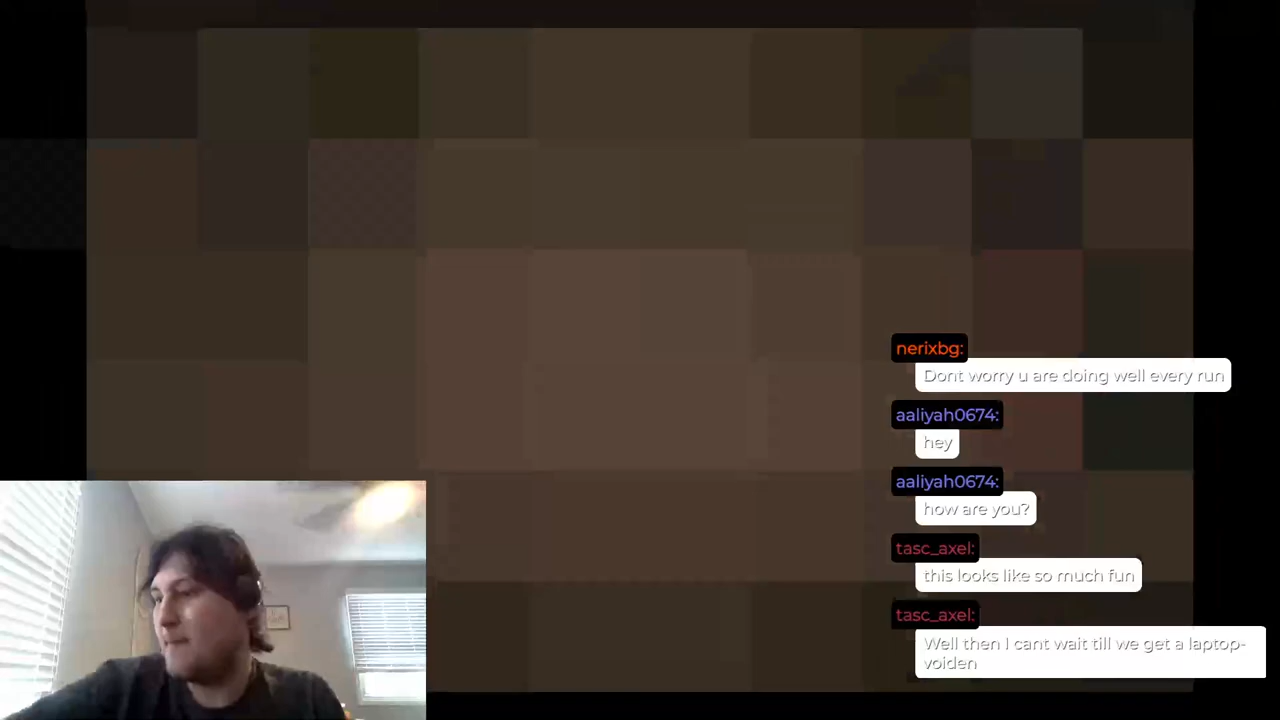 nerixbg:
Dont worry u are doing well every run
aaliyah0674:
hey
aaliyah0674:
how are you?
tasc_axel:
this looks like so much fun
tasc_axel:
Well then I cant wait till we get a laptop
voiden